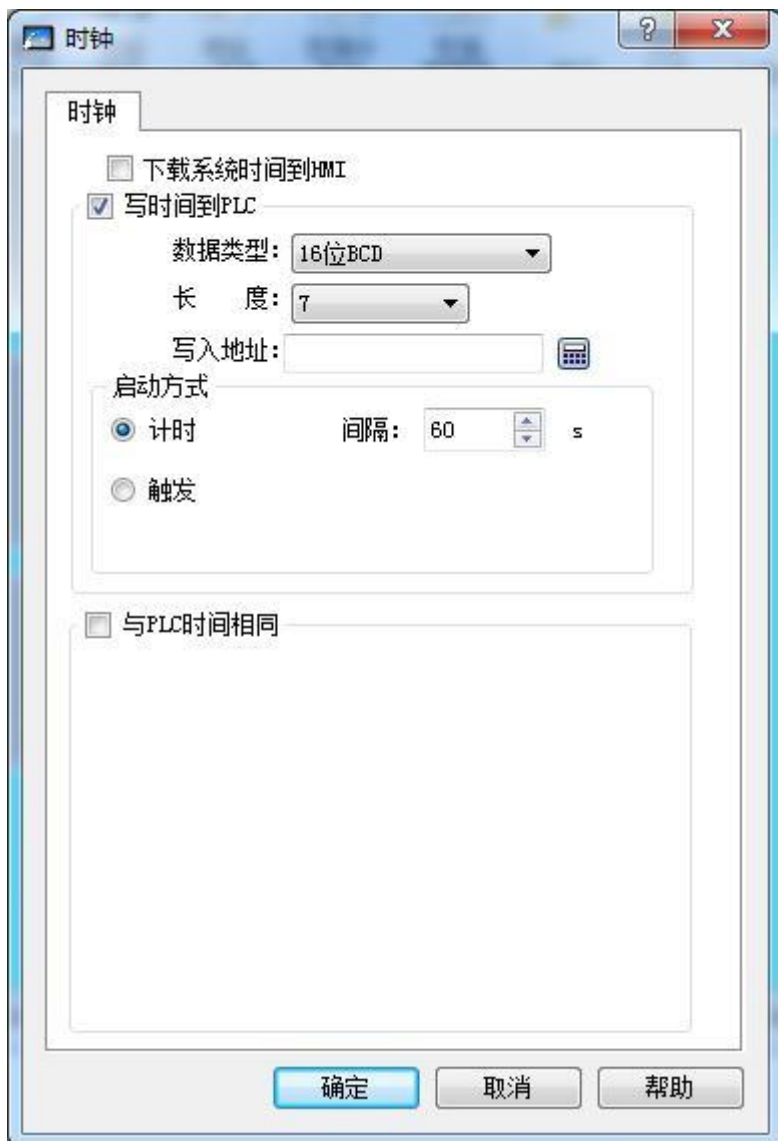 时钟
时钟
下载系统时间到HMI
写时间到PLC
数据类型: 16位BCD
长 度: 7
写入地址:
启动方式
计时 间隔: 60 s
触发
与PLC时间相同
确定 取消 帮助